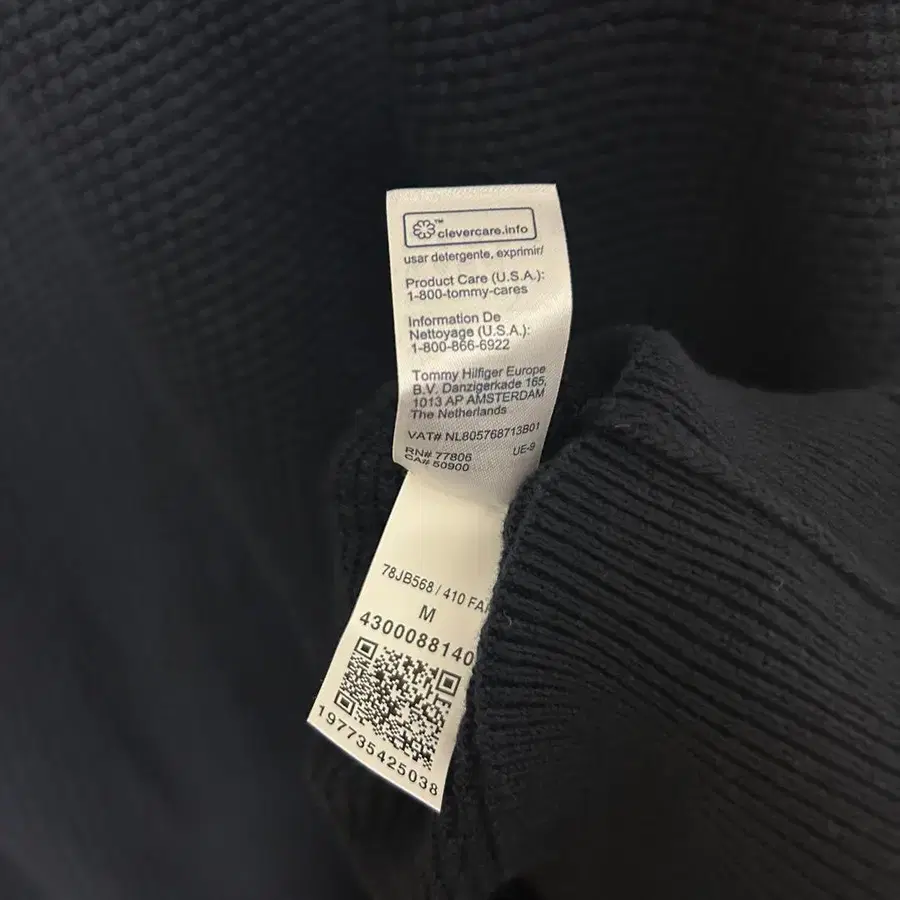 clevercare.info
usar detergente, exprimir/
Product Care (U.S.A.):
1-800-tommy-cares
Information De
Nettoyage (U.S.A.):
1-800-866-6922
Tommy Hilfiger Europe
B.V. Danzigerkade 165,
1013 AP AMSTERDAM
The Netherlands
VAT# NL805768713B01
RN# 77806 UE-9
CA# 50900
78JB568 / 410 FA
M
4300088140
197735425038